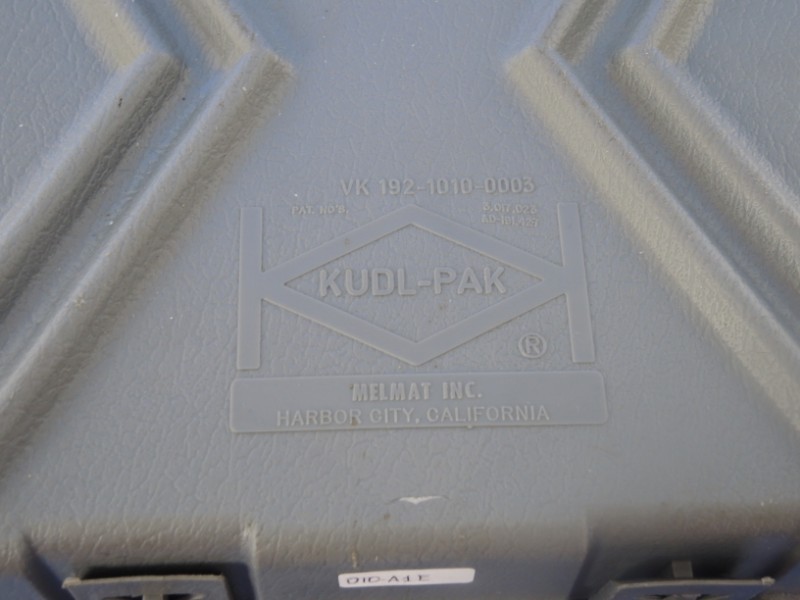 VK 192-1010-0003
PAT. NO'S.
KUDL-PAK
®
MELMAT INC.
HARBOR CITY, CALIFORNIA